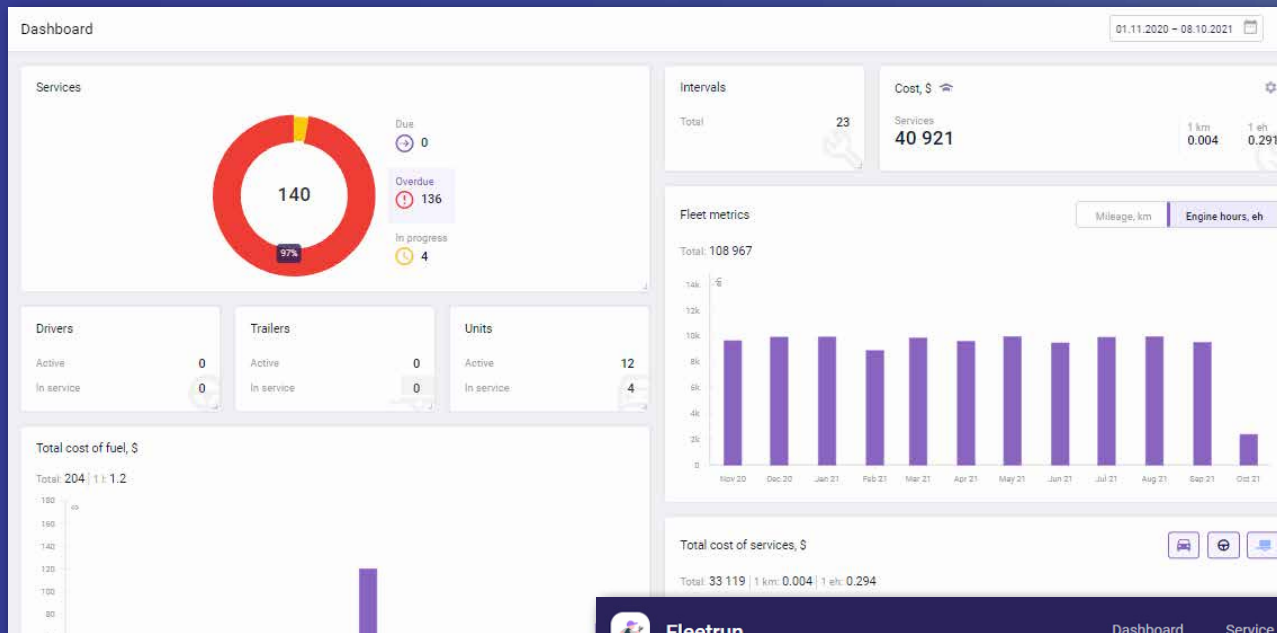 Dashboard
01.11.2020 – 08.10.2021
Services
140
97%
Due
0
Overdue
136
In progress
4
Intervals
Total 23
Cost, $
Services
40 921
1 km
0.004
1 eh
0.291
Fleet metrics
Mileage, km
Engine hours, eh
Total: 108 967
14k
12k
10k
8k
6k
4k
2k
0
Nov 20 Dec 20 Jan 21 Feb 21 Mar 21 Apr 21 May 21 Jun 21 Jul 21 Aug 21 Sep 21 Oct 21
Drivers
Active 0
In service 0
Trailers
Active 0
In service 0
Units
Active 12
In service 4
Total cost of fuel, $
Total: 204 | 1 l: 1.2
180
160
140
120
100
80
Total cost of services, $
Total: 33 119 | 1 km: 0.004 | 1 eh: 0.294
Fleetrun
Dashboard
Service